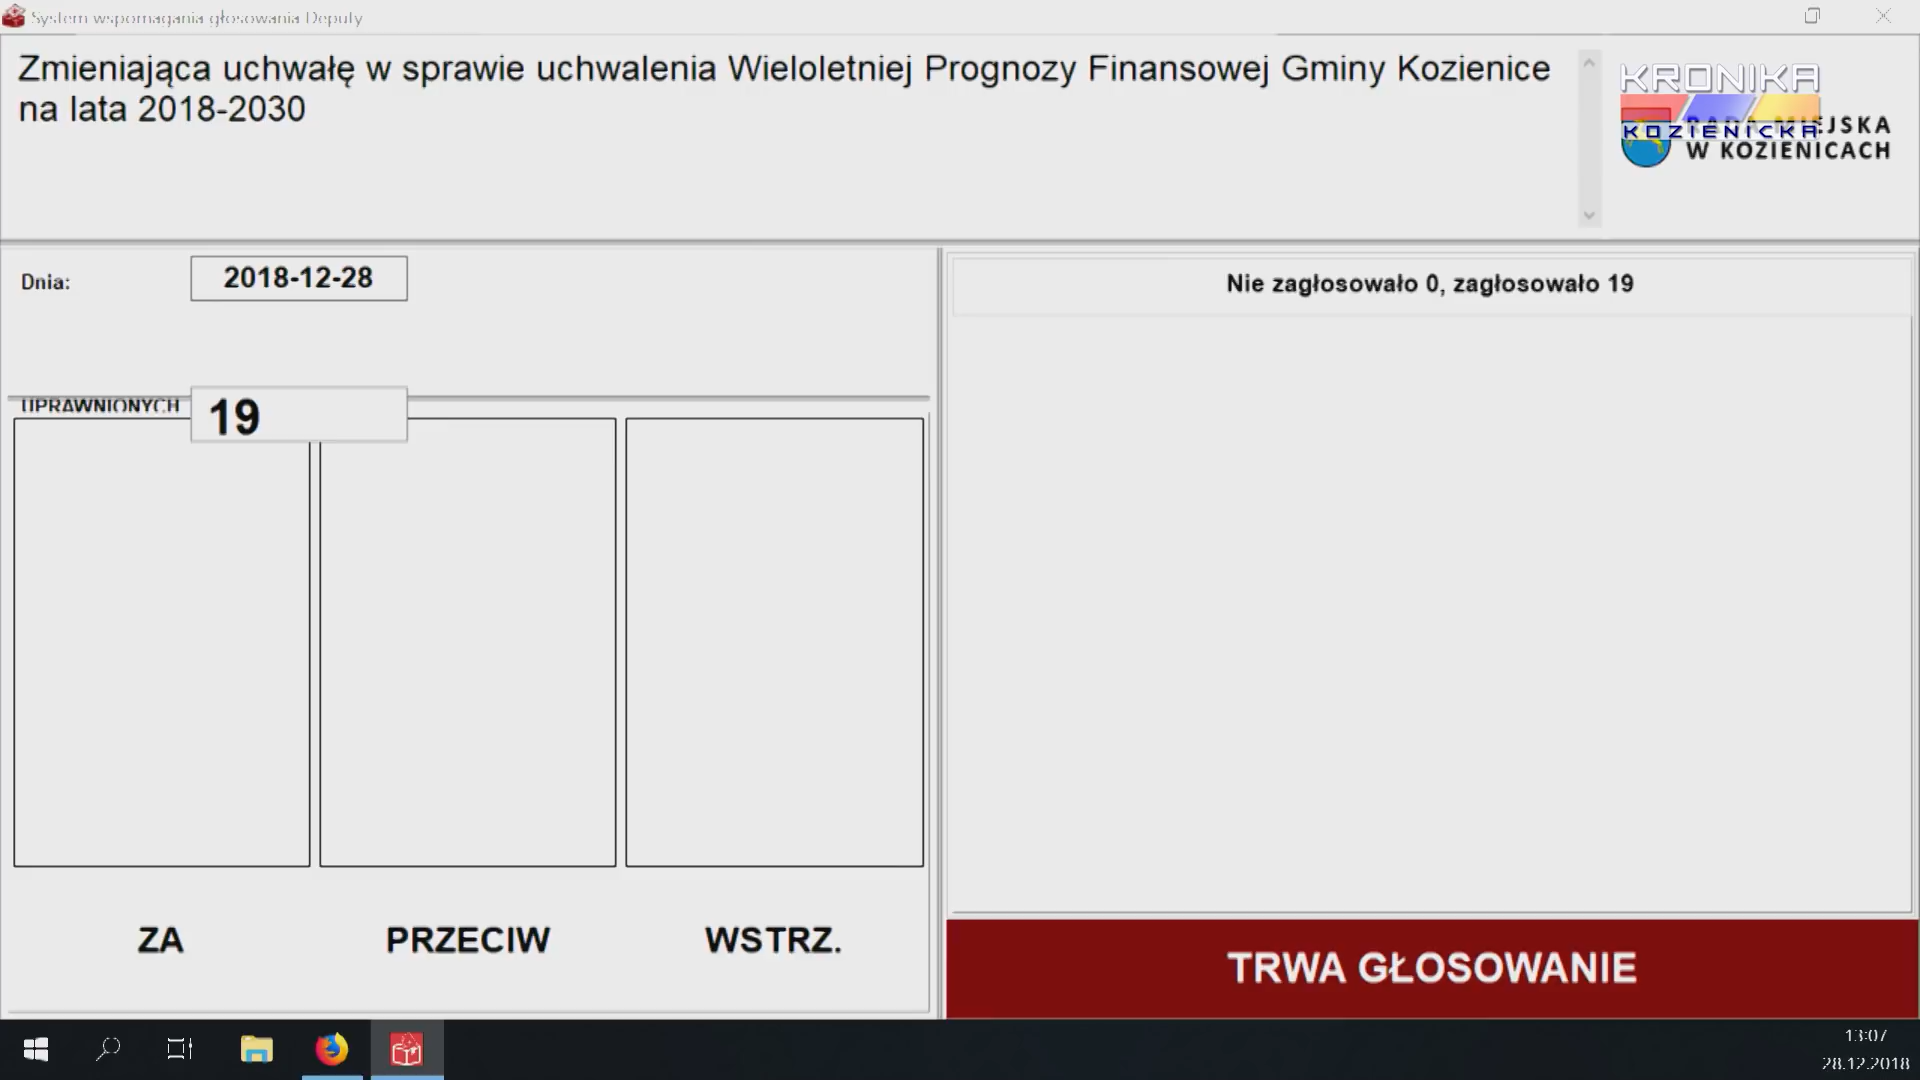 System wspomagania głosowania Deputy
Zmieniająca uchwałę w sprawie uchwalenia Wieloletniej Prognozy Finansowej Gminy Kozienice
na lata 2018-2030
KRONIKA
KOZIENICKA
RADA MIEJSKA
W KOZIENICACH
Dnia: 2018-12-28
Nie zagłosowało 0, zagłosowało 19
UPRAWNIONYCH 19
ZA PRZECIW WSTRZ.
TRWA GŁOSOWANIE
13:07
28.12.2018